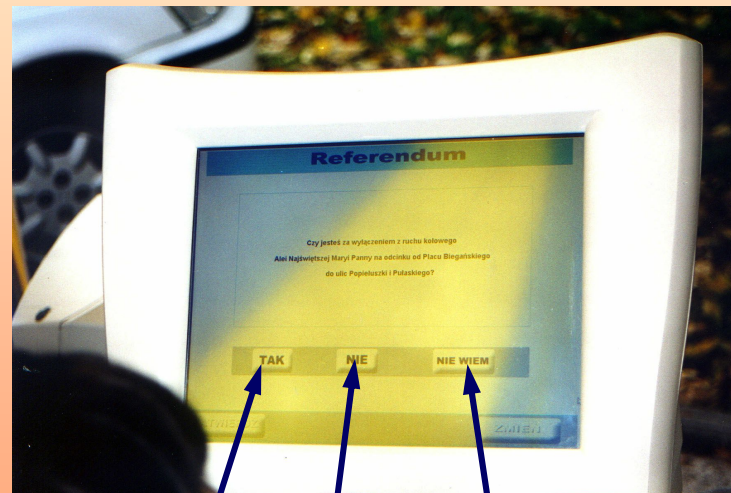 Referendum
Czy jesteś za wyłączeniem z ruchu kołowego
Alei Najświętszej Maryi Panny na odcinku od Placu Biegańskiego
do ulic Popiełuszki i Pułaskiego?
TAK NIE NIE WIEM
ZMIEŃ